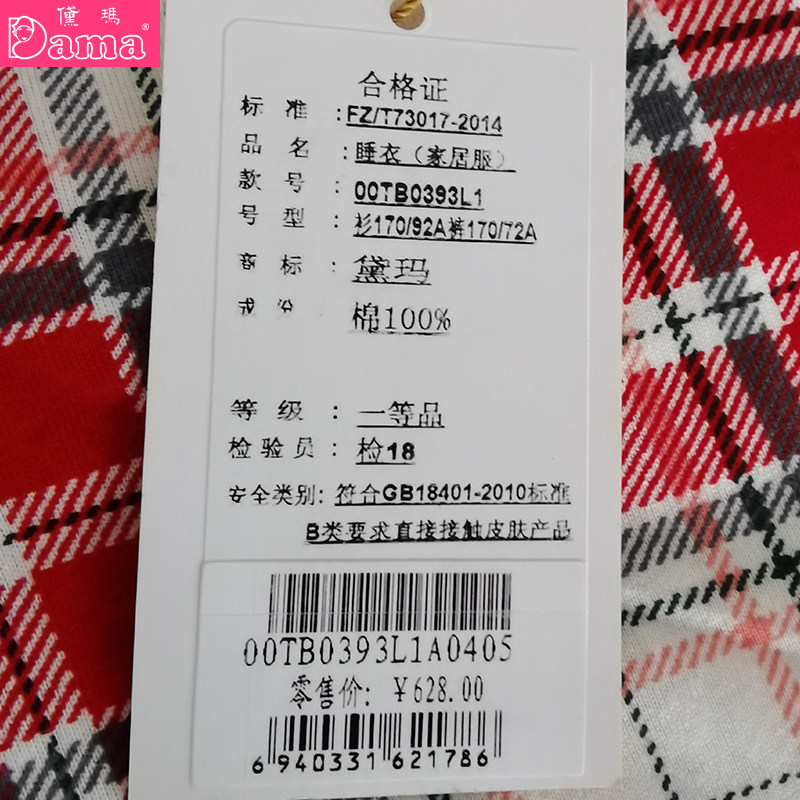 黛玛
Dama®
合格证
标准:FZ/T73017-2014
品名:睡衣（家居服）
款号:00TB0393L1
号型:衫170/92A裤170/72A
商标:黛玛
成份 棉100%
等级:一等品
检验员:检18
安全类别:符合GB18401-2010标准
B类要求直接接触皮肤产品
00TB0393L1A0405
零售价:￥628.00
6 940331 621786